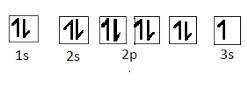 ⥮ ⥮ ⥮ ⥮ ⥮ ↿
1s 2s 2p 3s